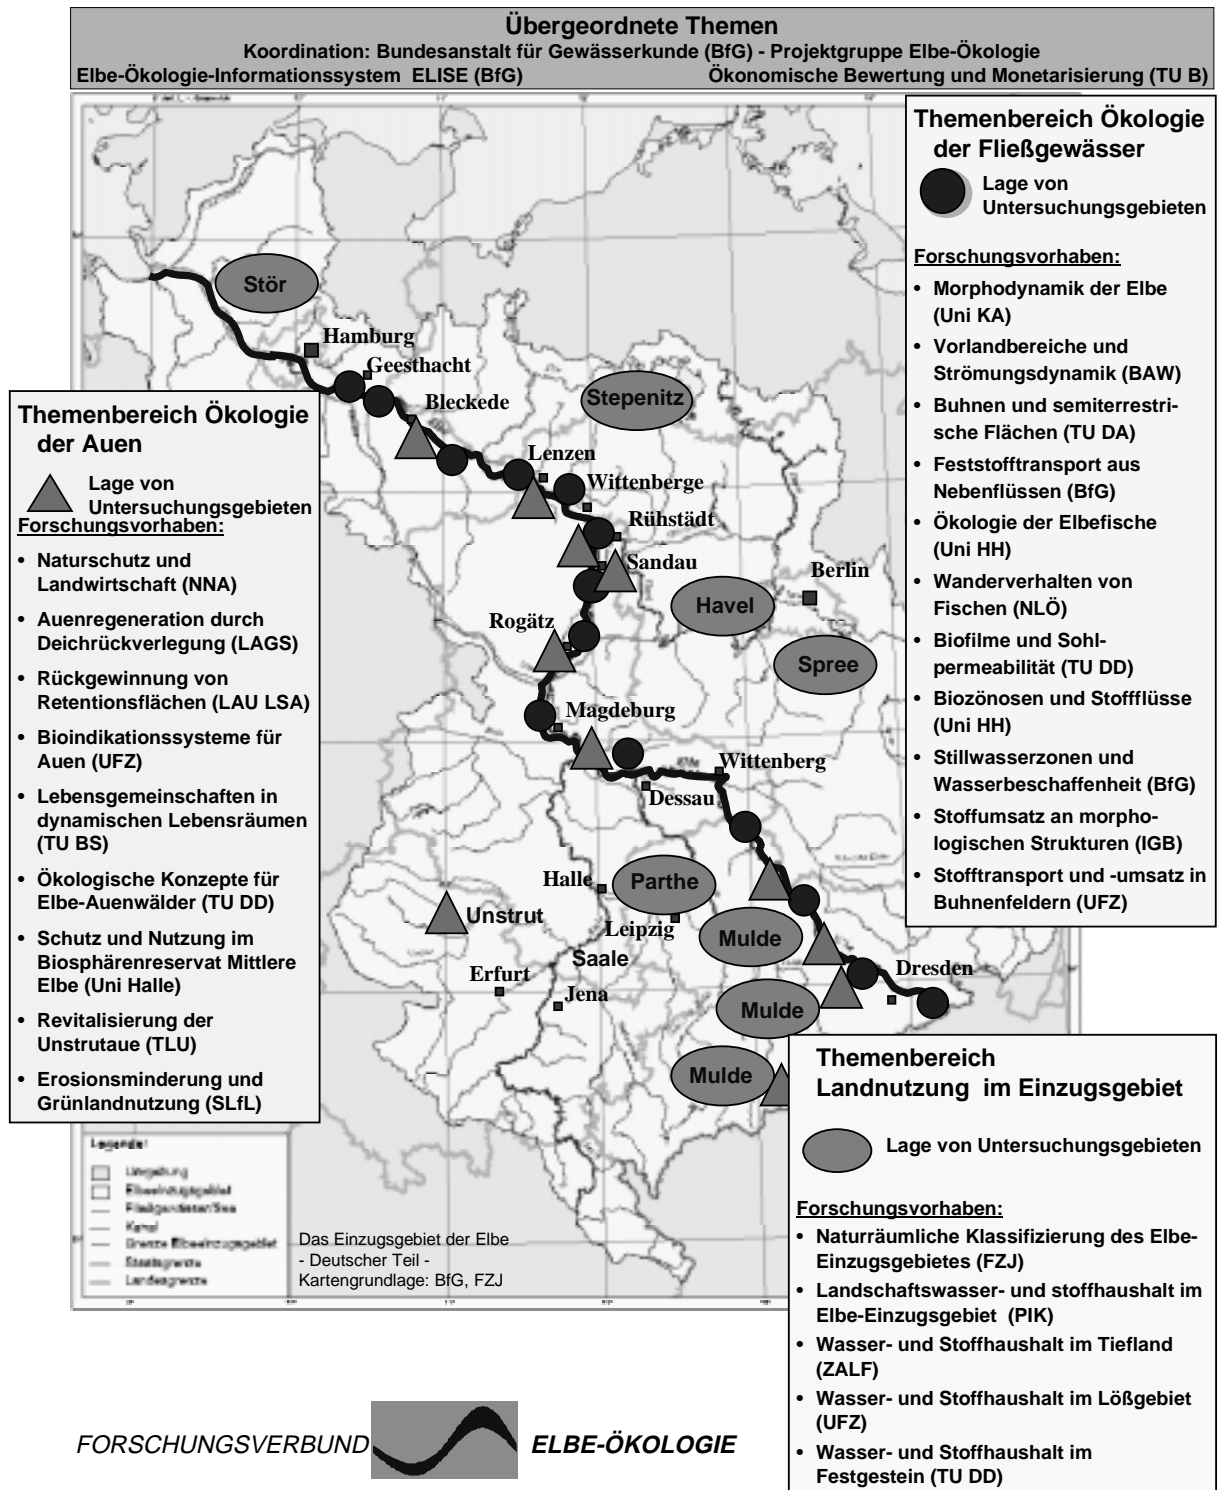 Übergeordnete Themen
Koordination: Bundesanstalt für Gewässerkunde (BfG) - Projektgruppe Elbe-Ökologie
Elbe-Ökologie-Informationssystem ELISE (BfG)
Ökonomische Bewertung und Monetarisierung (TU B)
Themenbereich Ökologie
der Fließgewässer
Lage von
Untersuchungsgebieten
Forschungsvorhaben:
• Morphodynamik der Elbe
(Uni KA)
• Vorlandbereiche und
Strömungsdynamik (BAW)
• Buhnen und semiterrestri-
sche Flächen (TU DA)
• Feststofftransport aus
Nebenflüssen (BfG)
• Ökologie der Elbefische
(Uni HH)
• Wanderverhalten von
Fischen (NLÖ)
• Biofilme und Sohl-
permeabilität (TU DD)
• Biozönosen und Stoffflüsse
(Uni HH)
• Stillwasserzonen und
Wasserbeschaffenheit (BfG)
• Stoffumsatz an morpho-
logischen Strukturen (IGB)
• Stofftransport und -umsatz in
Buhnenfeldern (UFZ)
Stör
Hamburg
Geesthacht
Bleckede
Stepenitz
Lenzen
Wittenberge
Rühstädt
Sandau
Berlin
Havel
Rogätz
Spree
Magdeburg
Wittenberg
Dessau
Halle
Parthe
Unstrut
Leipzig
Mulde
Saale
Erfurt
Dresden
Jena
Mulde
Mulde
Themenbereich Ökologie
der Auen
Lage von
Untersuchungsgebieten
Forschungsvorhaben:
• Naturschutz und
Landwirtschaft (NNA)
• Auenregeneration durch
Deichrückverlegung (LAGS)
• Rückgewinnung von
Retentionsflächen (LAU LSA)
• Bioindikationssysteme für
Auen (UFZ)
• Lebensgemeinschaften in
dynamischen Lebensräumen
(TU BS)
• Ökologische Konzepte für
Elbe-Auenwälder (TU DD)
• Schutz und Nutzung im
Biosphärenreservat Mittlere
Elbe (Uni Halle)
• Revitalisierung der
Unstrutaue (TLU)
• Erosionsminderung und
Grünlandnutzung (SLfL)
Legende:
Umgebung
Elbeeinzugsgebiet
Fließgewässer/See
Kanal
Grenze Elbeeinzugsgebiet
Staatsgrenze
Landesgrenze
Das Einzugsgebiet der Elbe
- Deutscher Teil -
Kartengrundlage: BfG, FZJ
Themenbereich
Landnutzung im Einzugsgebiet
Lage von Untersuchungsgebieten
Forschungsvorhaben:
• Naturräumliche Klassifizierung des Elbe-
Einzugsgebietes (FZJ)
• Landschaftswasser- und stoffhaushalt im
Elbe-Einzugsgebiet (PIK)
• Wasser- und Stoffhaushalt im Tiefland
(ZALF)
• Wasser- und Stoffhaushalt im Lößgebiet
(UFZ)
• Wasser- und Stoffhaushalt im
Festgestein (TU DD)
FORSCHUNGSVERBUND ELBE-ÖKOLOGIE